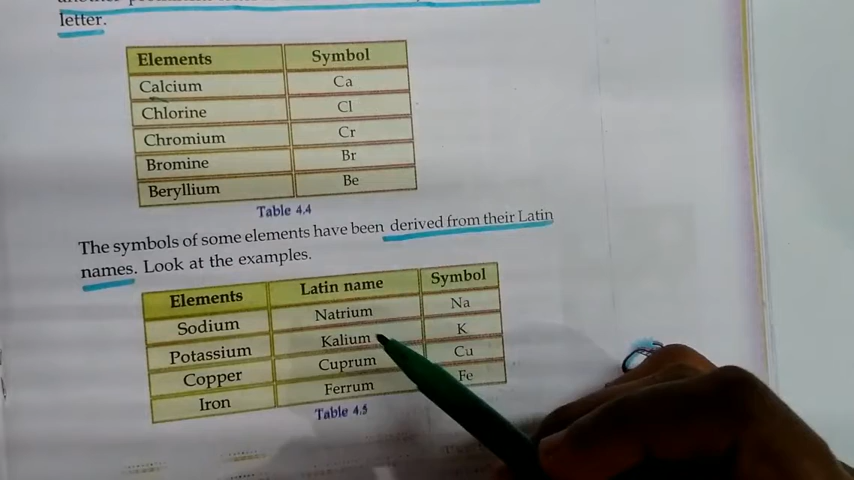 letter.
Elements Symbol
Calcium Ca
Chlorine Cl
Chromium Cr
Bromine Br
Beryllium Be
Table 4.4
The symbols of some elements have been derived from their Latin
names. Look at the examples.
Elements Latin name Symbol
Sodium Natrium Na
Potassium Kalium K
Copper Cuprum Cu
Iron Ferrum Fe
Table 4.5